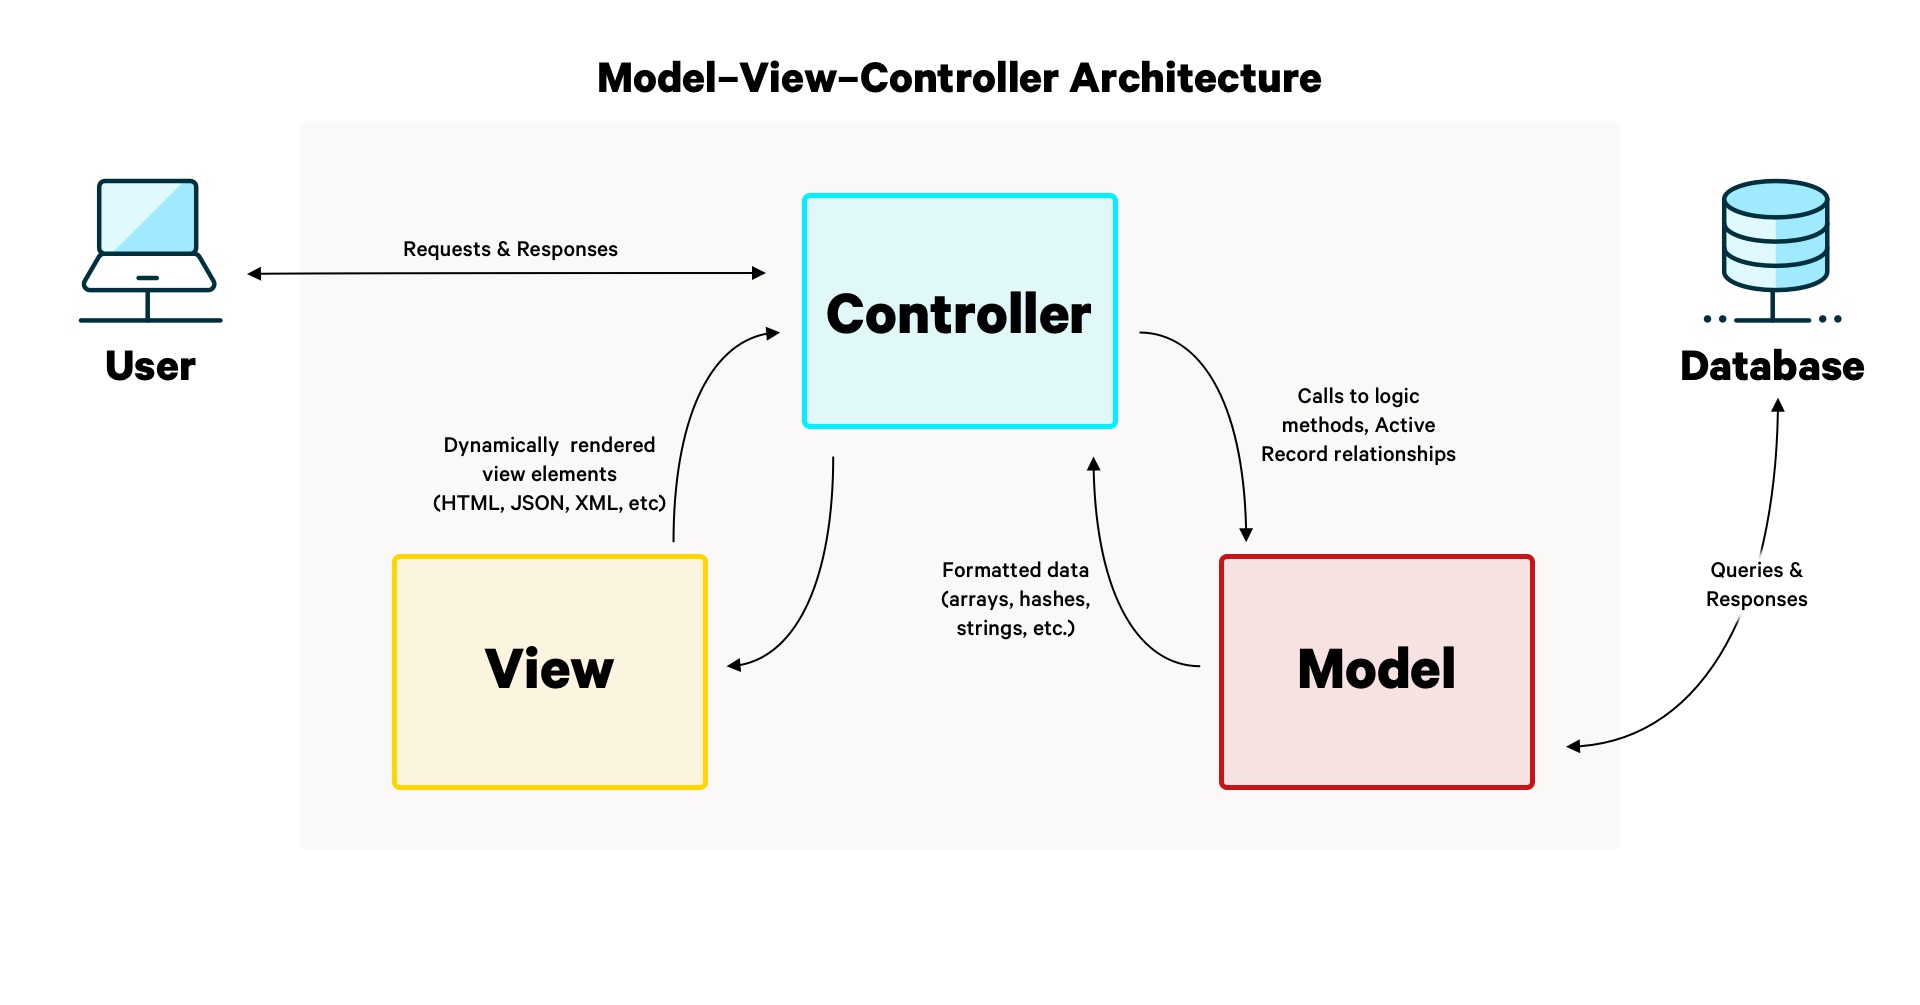 Model–View–Controller Architecture
Requests & Responses
Controller
User
Database
Calls to logic
methods, Active
Record relationships
Dynamically rendered
view elements
(HTML, JSON, XML, etc)
Formatted data
(arrays, hashes,
strings, etc.)
Queries &
Responses
View
Model